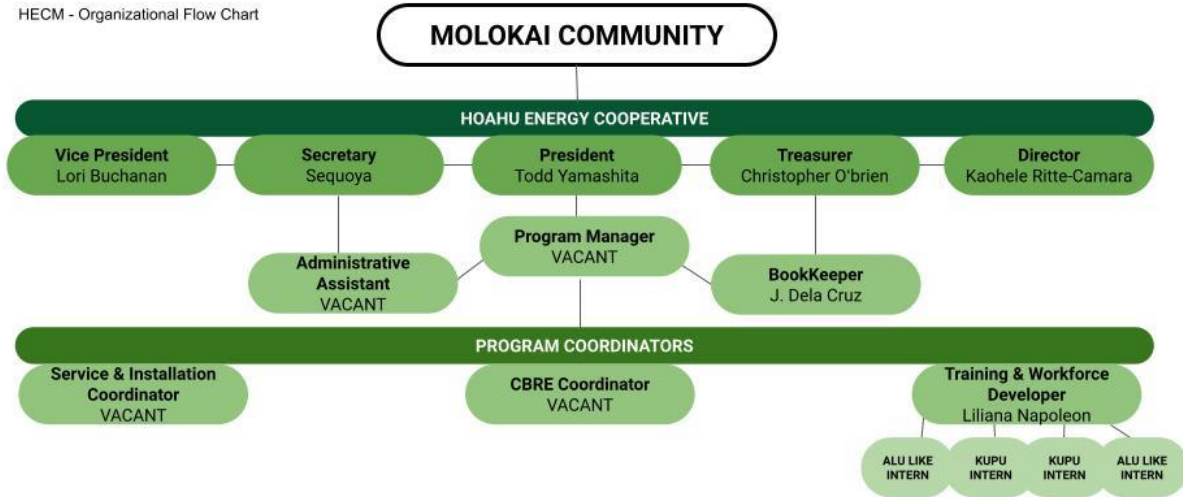 HECM - Organizational Flow Chart
MOLOKAI COMMUNITY
HOAHU ENERGY COOPERATIVE
Vice President
Lori Buchanan
Secretary
Sequoya
President
Todd Yamashita
Treasurer
Christopher O'brien
Director
Kaohele Ritte-Camara
Program Manager
VACANT
Administrative
Assistant
VACANT
BookKeeper
J. Dela Cruz
PROGRAM COORDINATORS
Service & Installation
Coordinator
VACANT
CBRE Coordinator
VACANT
Training & Workforce
Developer
Liliana Napoleon
ALU LIKE
INTERN
KUPU
INTERN
KUPU
INTERN
ALU LIKE
INTERN